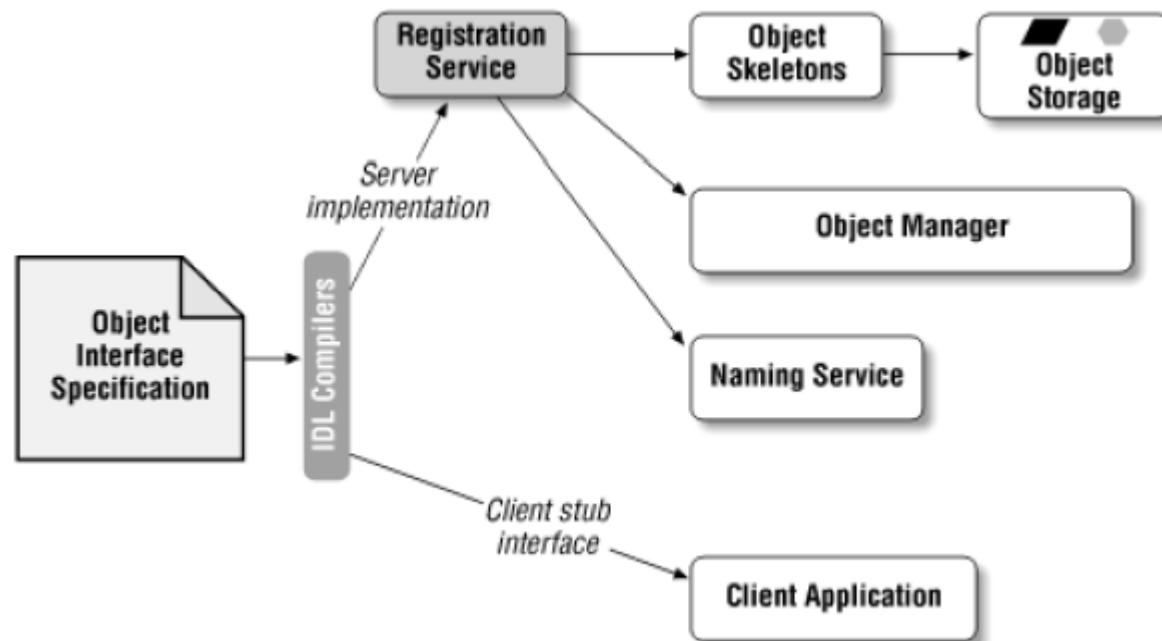 Registration
Service
Object
Skeletons
Object
Storage
Server
implementation
Object Manager
Object
Interface
Specification
IDL Compilers
Naming Service
Client stub
interface
Client Application